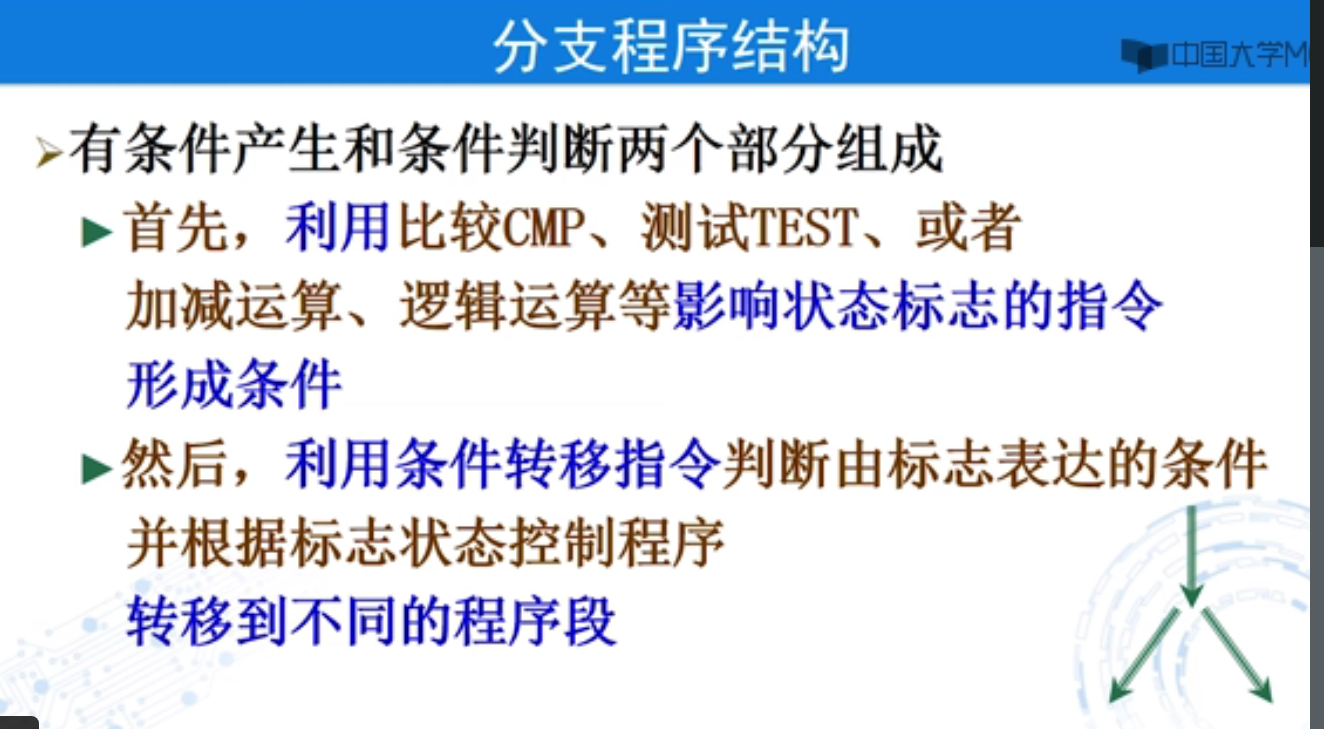 分支程序结构
中国大学M
有条件产生和条件判断两个部分组成
首先，利用比较CMP、测试TEST、或者
加减运算、逻辑运算等影响状态标志的指令
形成条件
然后，利用条件转移指令判断由标志表达的条件
并根据标志状态控制程序
转移到不同的程序段